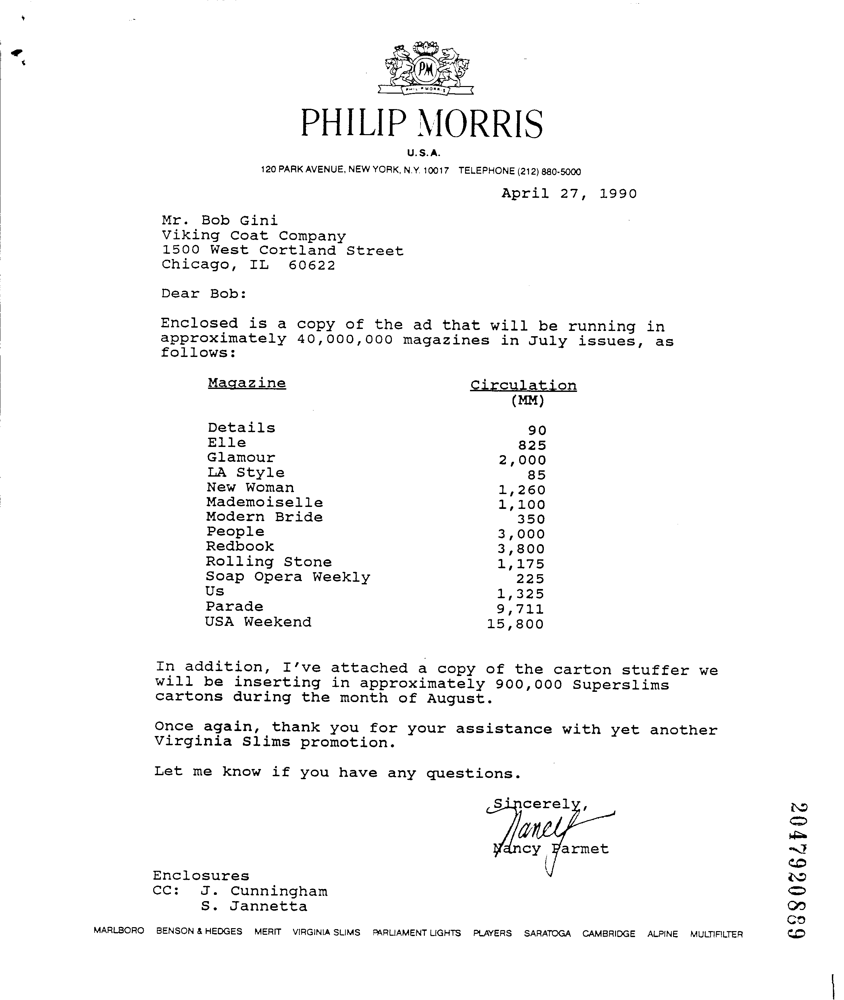 PM
PHILIP MORRIS
PHILIP MORRIS
U.S.A.
120 PARK AVENUE, NEW YORK, N.Y. 10017 TELEPHONE (212) 880-5000
April 27, 1990
Mr. Bob Gini
Viking Coat Company
1500 West Cortland Street
Chicago, IL 60622
Dear Bob:
Enclosed is a copy of the ad that will be running in
approximately 40,000,000 magazines in July issues, as
follows:
Magazine Circulation
(MM)
Details 90
Elle 825
Glamour 2,000
LA Style 85
New Woman 1,260
Mademoiselle 1,100
Modern Bride 350
People 3,000
Redbook 3,800
Rolling Stone 1,175
Soap Opera Weekly 225
Us 1,325
Parade 9,711
USA Weekend 15,800
In addition, I've attached a copy of the carton stuffer we
will be inserting in approximately 900,000 Superslims
cartons during the month of August.
Once again, thank you for your assistance with yet another
Virginia Slims promotion.
Let me know if you have any questions.
Sincerely,
Nancy
Nancy Parmet
Enclosures
CC: J. Cunningham
S. Jannetta
MARLBORO BENSON & HEDGES MERIT VIRGINIA SLIMS PARLIAMENT LIGHTS PLAYERS SARATOGA CAMBRIDGE ALPINE MULTIFILTER
2047920889